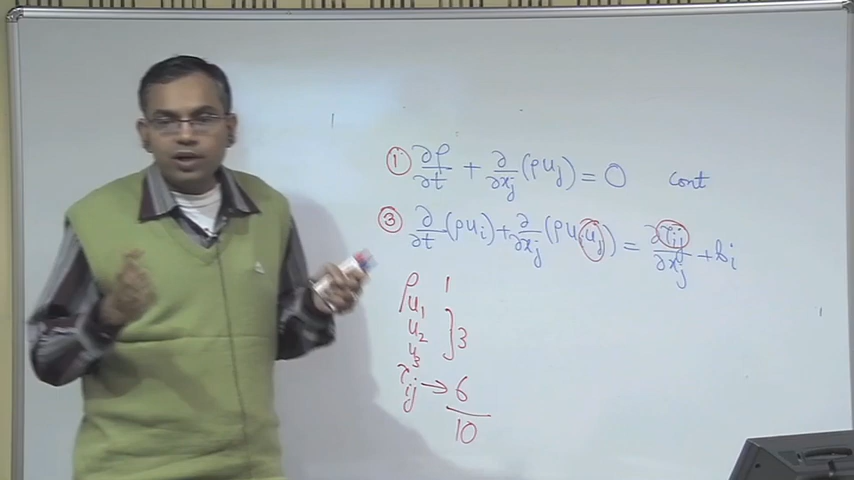 ① ∂ρ/∂t + ∂/∂xj (ρuj) = 0 cont
③ ∂/∂t (ρui) + ∂/∂xj (ρui uj) = ∂τij/∂xj + bi
ρ 1
u1
u2 } 3
u3
τij → 6
10